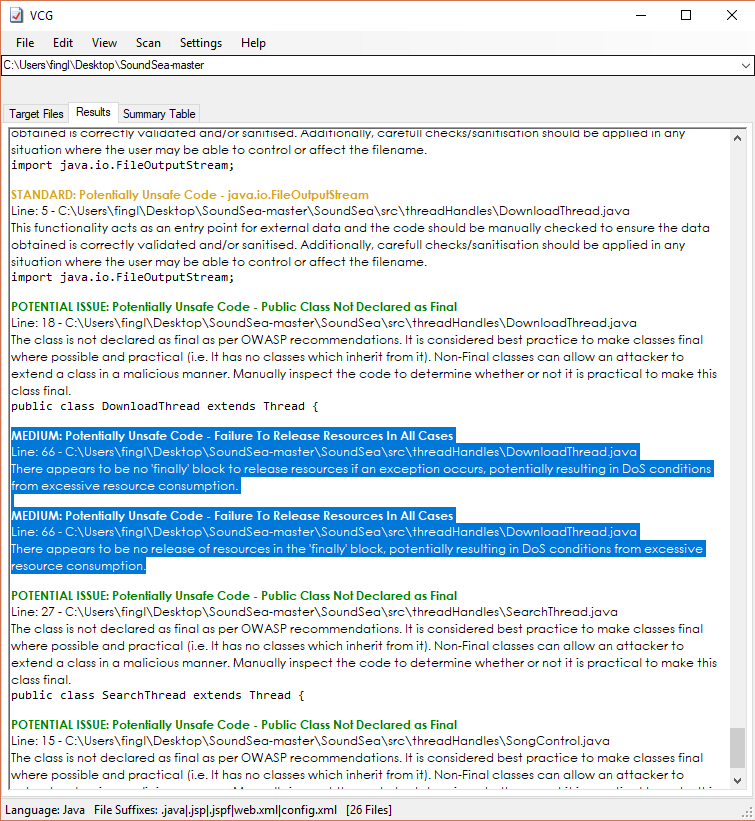 VCG
File Edit View Scan Settings Help
C:\Users\fingl\Desktop\SoundSea-master
Target Files Results Summary Table
obtained is correctly validated and/or sanitised. Additionally, carefull checks/sanitisation should be applied in any
situation where the user may be able to control or affect the filename.
import java.io.FileOutputStream;
STANDARD: Potentially Unsafe Code - java.io.FileOutputStream
Line: 5 - C:\Users\fingl\Desktop\SoundSea-master\SoundSea\src\threadHandles\DownloadThread.java
This functionality acts as an entry point for external data and the code should be manually checked to ensure the data
obtained is correctly validated and/or sanitised. Additionally, carefull checks/sanitisation should be applied in any
situation where the user may be able to control or affect the filename.
import java.io.FileOutputStream;
POTENTIAL ISSUE: Potentially Unsafe Code - Public Class Not Declared as Final
Line: 18 - C:\Users\fingl\Desktop\SoundSea-master\SoundSea\src\threadHandles\DownloadThread.java
The class is not declared as final as per OWASP recommendations. It is considered best practice to make classes final
where possible and practical (i.e. It has no classes which inherit from it). Non-Final classes can allow an attacker to
extend a class in a malicious manner. Manually inspect the code to determine whether or not it is practical to make this
class final.
public class DownloadThread extends Thread {
MEDIUM: Potentially Unsafe Code - Failure To Release Resources In All Cases
Line: 66 - C:\Users\fingl\Desktop\SoundSea-master\SoundSea\src\threadHandles\DownloadThread.java
There appears to be no 'finally' block to release resources if an exception occurs, potentially resulting in DoS conditions
from excessive resource consumption.
MEDIUM: Potentially Unsafe Code - Failure To Release Resources In All Cases
Line: 66 - C:\Users\fingl\Desktop\SoundSea-master\SoundSea\src\threadHandles\DownloadThread.java
There appears to be no release of resources in the 'finally' block, potentially resulting in DoS conditions from excessive
resource consumption.
POTENTIAL ISSUE: Potentially Unsafe Code - Public Class Not Declared as Final
Line: 27 - C:\Users\fingl\Desktop\SoundSea-master\SoundSea\src\threadHandles\SearchThread.java
The class is not declared as final as per OWASP recommendations. It is considered best practice to make classes final
where possible and practical (i.e. It has no classes which inherit from it). Non-Final classes can allow an attacker to
extend a class in a malicious manner. Manually inspect the code to determine whether or not it is practical to make this
class final.
public class SearchThread extends Thread {
POTENTIAL ISSUE: Potentially Unsafe Code - Public Class Not Declared as Final
Line: 15 - C:\Users\fingl\Desktop\SoundSea-master\SoundSea\src\threadHandles\SongControl.java
The class is not declared as final as per OWASP recommendations. It is considered best practice to make classes final
where possible and practical (i.e. It has no classes which inherit from it). Non-Final classes can allow an attacker to
Language: Java File Suffixes: .java|.jsp|.jspf|web.xml|config.xml [26 Files]